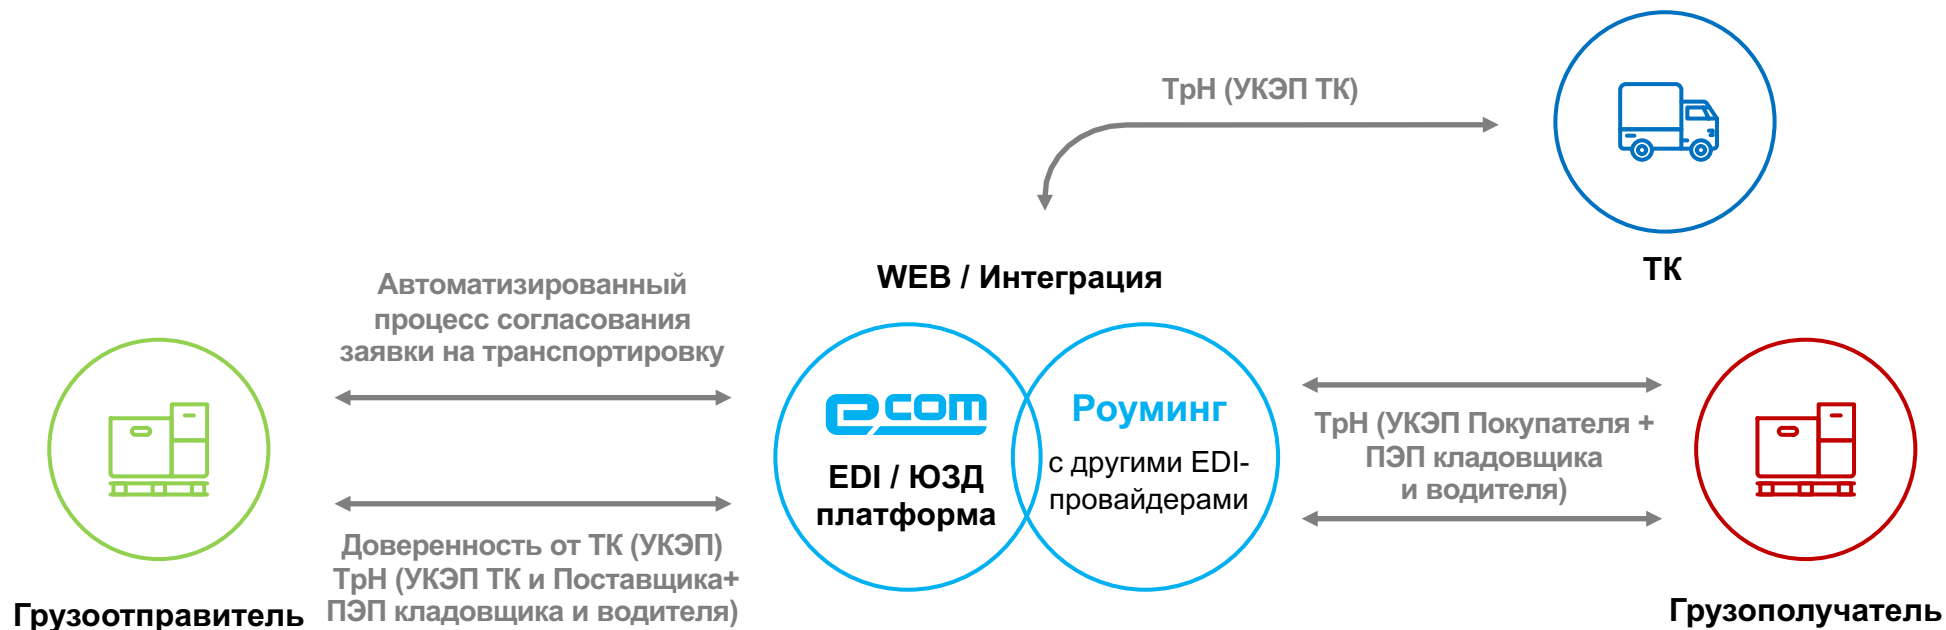 ТрН (УКЭП ТК)
ТК
WEB / Интеграция
Автоматизированный
процесс согласования
заявки на транспортировку
ecom
EDI / ЮЗД
платформа
Роуминг
с другими EDI-
провайдерами
ТрН (УКЭП Покупателя +
ПЭП кладовщика
и водителя)
Доверенность от ТК (УКЭП)
ТрН (УКЭП ТК и Поставщика+
ПЭП кладовщика и водителя)
Грузоотправитель
Грузополучатель